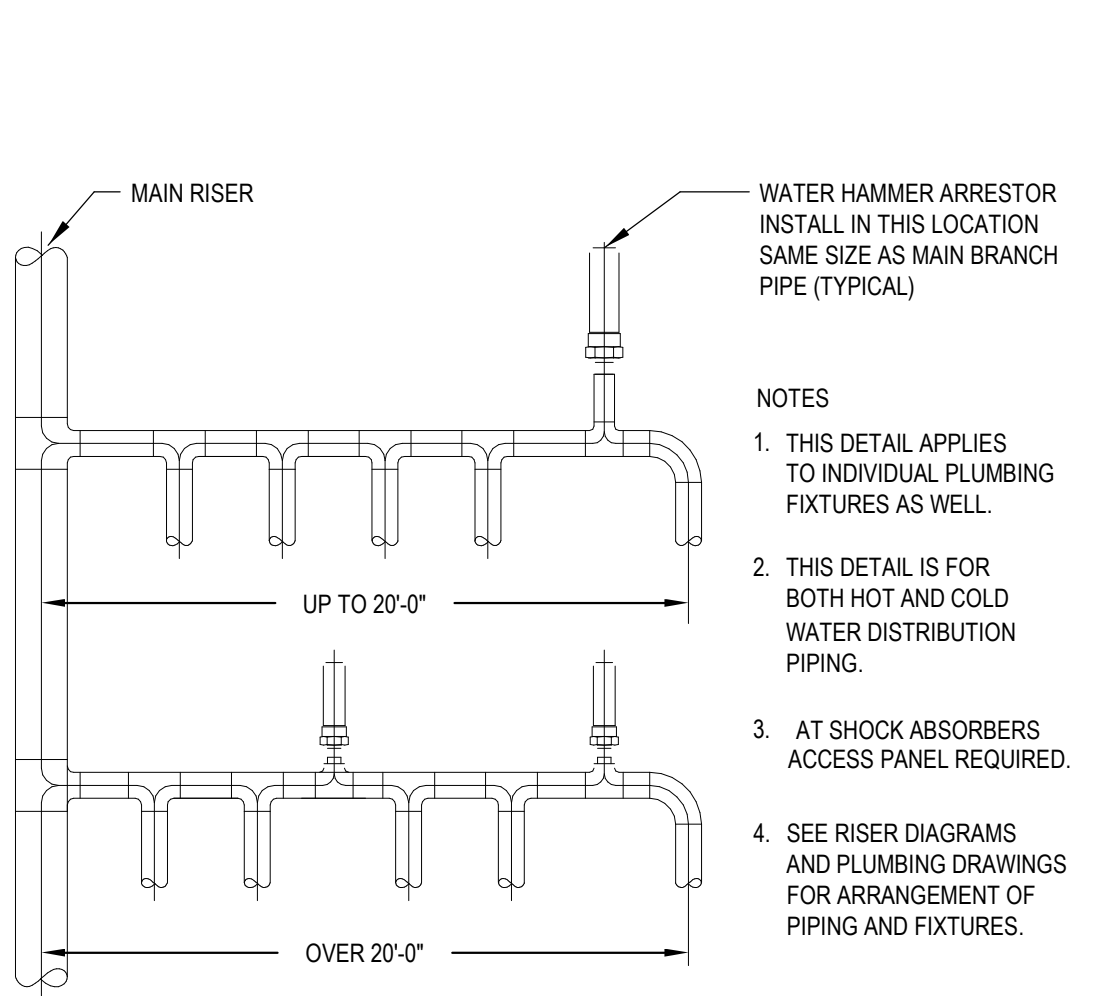 MAIN RISER
WATER HAMMER ARRESTOR
INSTALL IN THIS LOCATION
SAME SIZE AS MAIN BRANCH
PIPE (TYPICAL)
NOTES
1. THIS DETAIL APPLIES
TO INDIVIDUAL PLUMBING
FIXTURES AS WELL.
2. THIS DETAIL IS FOR
BOTH HOT AND COLD
WATER DISTRIBUTION
PIPING.
3. AT SHOCK ABSORBERS
ACCESS PANEL REQUIRED.
4. SEE RISER DIAGRAMS
AND PLUMBING DRAWINGS
FOR ARRANGEMENT OF
PIPING AND FIXTURES.
UP TO 20'-0"
OVER 20'-0"